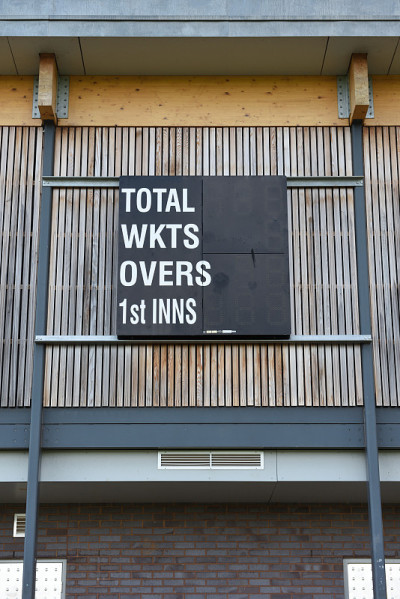 TOTAL
WKTS
OVERS
1st INNS